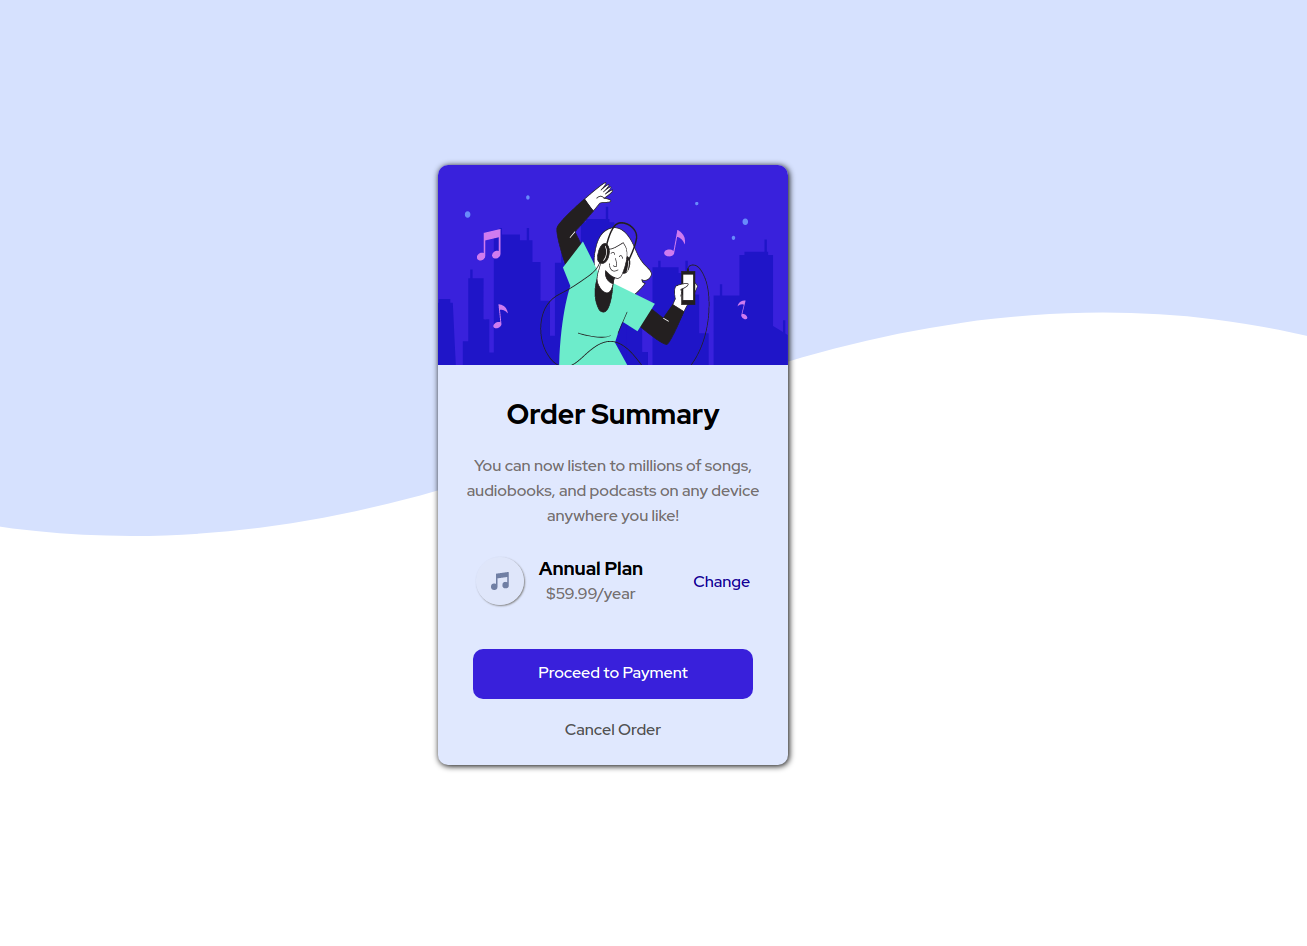 Order Summary
You can now listen to millions of songs,
audiobooks, and podcasts on any device
anywhere you like!
Annual Plan
$59.99/year
Change
Proceed to Payment
Cancel Order